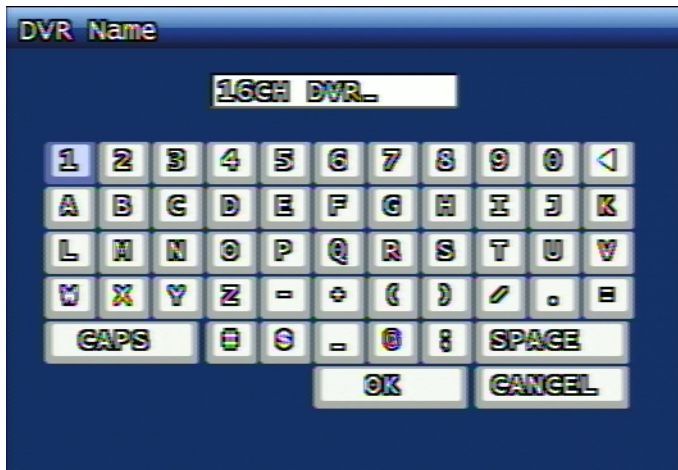 DVR Name
16CH DVR_
1 2 3 4 5 6 7 8 9 0 ◁
A B C D E F G H I J K
L M N O P Q R S T U V
W X Y Z - + ( ) / . =
CAPS # $ _ @ : SPACE
OK CANCEL